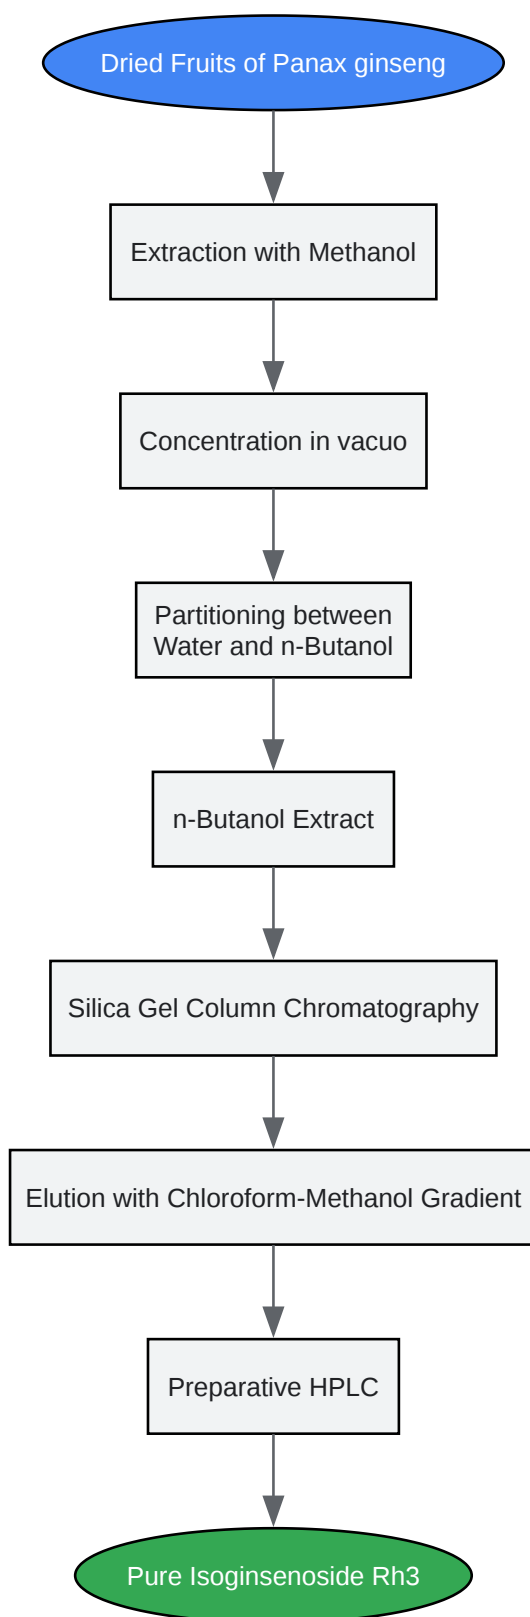 Dried Fruits of Panax ginseng
Extraction with Methanol
Concentration in vacuo
Partitioning between
Water and n-Butanol
n-Butanol Extract
Silica Gel Column Chromatography
Elution with Chloroform-Methanol Gradient
Preparative HPLC
Pure Isoginsenoside Rh3